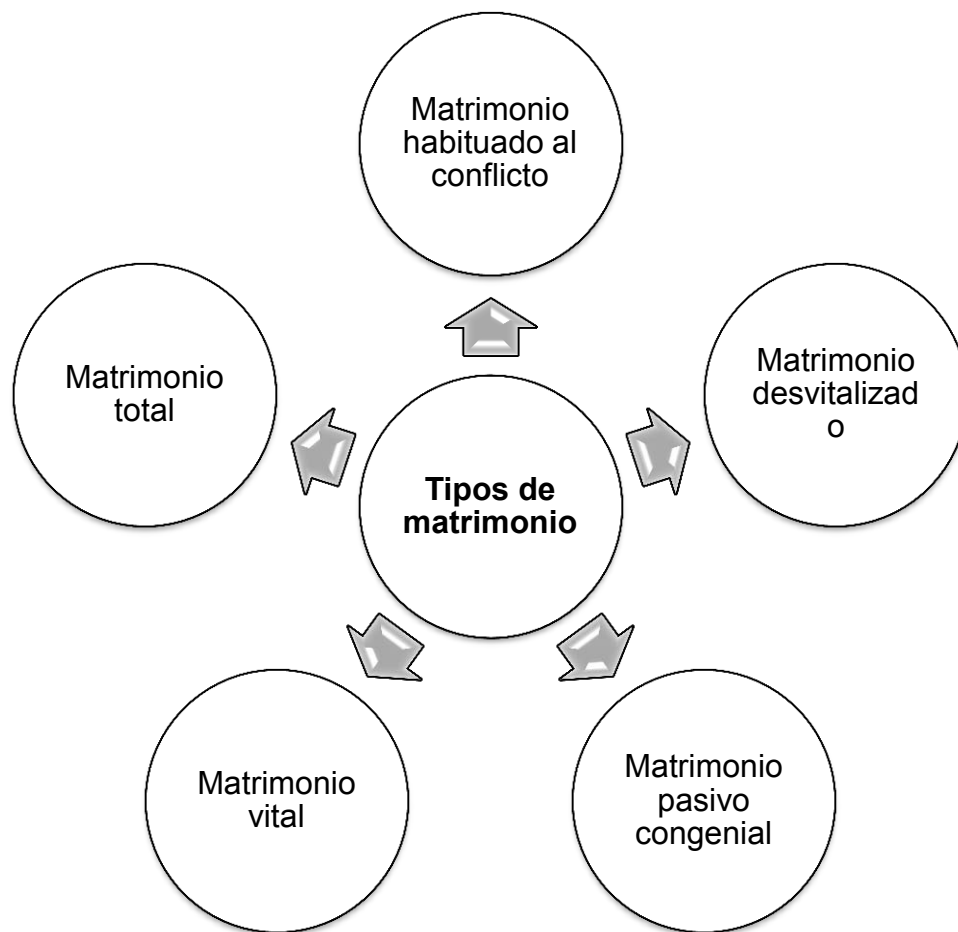 Matrimonio
habituado al
conflicto
Matrimonio
total
Matrimonio
desvitalizad
o
Tipos de
matrimonio
Matrimonio
vital
Matrimonio
pasivo
congenial